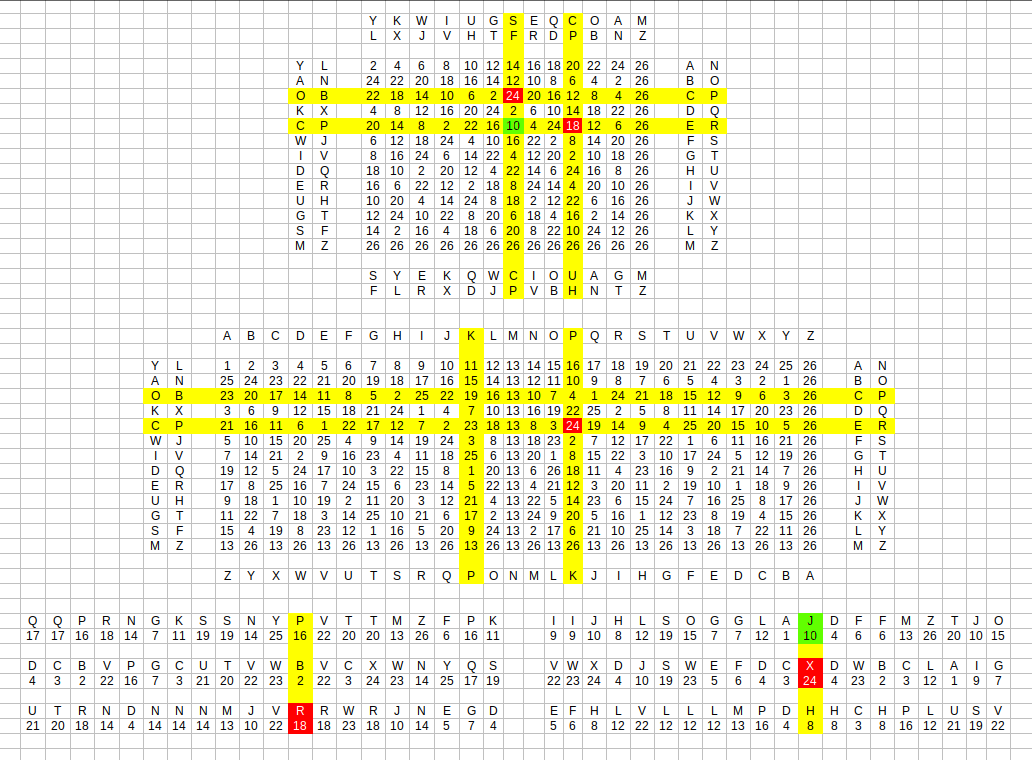 Y K W I U G S E Q C O A M
L X J V H T F R D P B N Z
Y L 2 4 6 8 10 12 14 16 18 20 22 24 26 A N
A N 24 22 20 18 16 14 12 10 8 6 4 2 26 B O
O B 22 18 14 10 6 2 24 20 16 12 8 4 26 C P
K X 4 8 12 16 20 24 2 6 10 14 18 22 26 D Q
C P 20 14 8 2 22 16 10 4 24 18 12 6 26 E R
W J 6 12 18 24 4 10 16 22 2 8 14 20 26 F S
I V 8 16 24 6 14 22 4 12 20 2 10 18 26 G T
D Q 18 10 2 20 12 4 22 14 6 24 16 8 26 H U
E R 16 6 22 12 2 18 8 24 14 4 20 10 26 I V
U H 10 20 4 14 24 8 18 2 12 22 6 16 26 J W
G T 12 24 10 22 8 20 6 18 4 16 2 14 26 K X
S F 14 2 16 4 18 6 20 8 22 10 24 12 26 L Y
M Z 26 26 26 26 26 26 26 26 26 26 26 26 26 M Z
S Y E K Q W C I O U A G M
F L R X D J P V B H N T Z
A B C D E F G H I J K L M N O P Q R S T U V W X Y Z
Y L 1 2 3 4 5 6 7 8 9 10 11 12 13 14 15 16 17 18 19 20 21 22 23 24 25 26 A N
A N 25 24 23 22 21 20 19 18 17 16 15 14 13 12 11 10 9 8 7 6 5 4 3 2 1 26 B O
O B 23 20 17 14 11 8 5 2 25 22 19 16 13 10 7 4 1 24 21 18 15 12 9 6 3 26 C P
K X 3 6 9 12 15 18 21 24 1 4 7 10 13 16 19 22 25 2 5 8 11 14 17 20 23 26 D Q
C P 21 16 11 6 1 22 17 12 7 2 23 18 13 8 3 24 19 14 9 4 25 20 15 10 5 26 E R
W J 5 10 15 20 25 4 9 14 19 24 3 8 13 18 23 2 7 12 17 22 1 6 11 16 21 26 F S
I V 7 14 21 2 9 16 23 4 11 18 25 6 13 20 1 8 15 22 3 10 17 24 5 12 19 26 G T
D Q 19 12 5 24 17 10 3 22 15 8 1 20 13 6 26 18 11 4 23 16 9 2 21 14 7 26 H U
E R 17 8 25 16 7 24 15 6 23 14 5 22 13 4 21 12 3 20 11 2 19 10 1 18 9 26 I V
U H 9 18 1 10 19 2 11 20 3 12 21 4 13 22 5 14 23 6 15 24 7 16 25 8 17 26 J W
G T 11 22 7 18 3 14 25 10 21 6 17 2 13 24 9 20 5 16 1 12 23 8 19 4 15 26 K X
S F 15 4 19 8 23 12 1 16 5 20 9 24 13 2 17 6 21 10 25 14 3 18 7 22 11 26 L Y
M Z 13 26 13 26 13 26 13 26 13 26 13 26 13 26 13 26 13 26 13 26 13 26 13 26 13 26 M Z
Z Y X W V U T S R Q P O N M L K J I H G F E D C B A
Q Q P R N G K S S N Y P V T T M Z F P K I I J H L S O G G L A J D F F M Z T J O
17 17 16 18 14 7 11 19 19 14 25 16 22 20 20 13 26 6 16 11 9 9 10 8 12 19 15 7 7 12 1 10 4 6 6 13 26 20 10 15
D C B V P G C U T V W B V C X W N Y Q S V W X D J S W E F D C X D W B C L A I G
4 3 2 22 16 7 3 21 20 22 23 2 22 3 24 23 14 25 17 19 22 23 24 4 10 19 23 5 6 4 3 24 4 23 2 3 12 1 9 7
U T R N D N N N M J V R R W R J N E G D E F H L V L L L M P D H H C H P L U S V
21 20 18 14 4 14 14 14 13 10 22 18 18 23 18 10 14 5 7 4 5 6 8 12 22 12 12 12 13 16 4 8 8 3 8 16 12 21 19 22